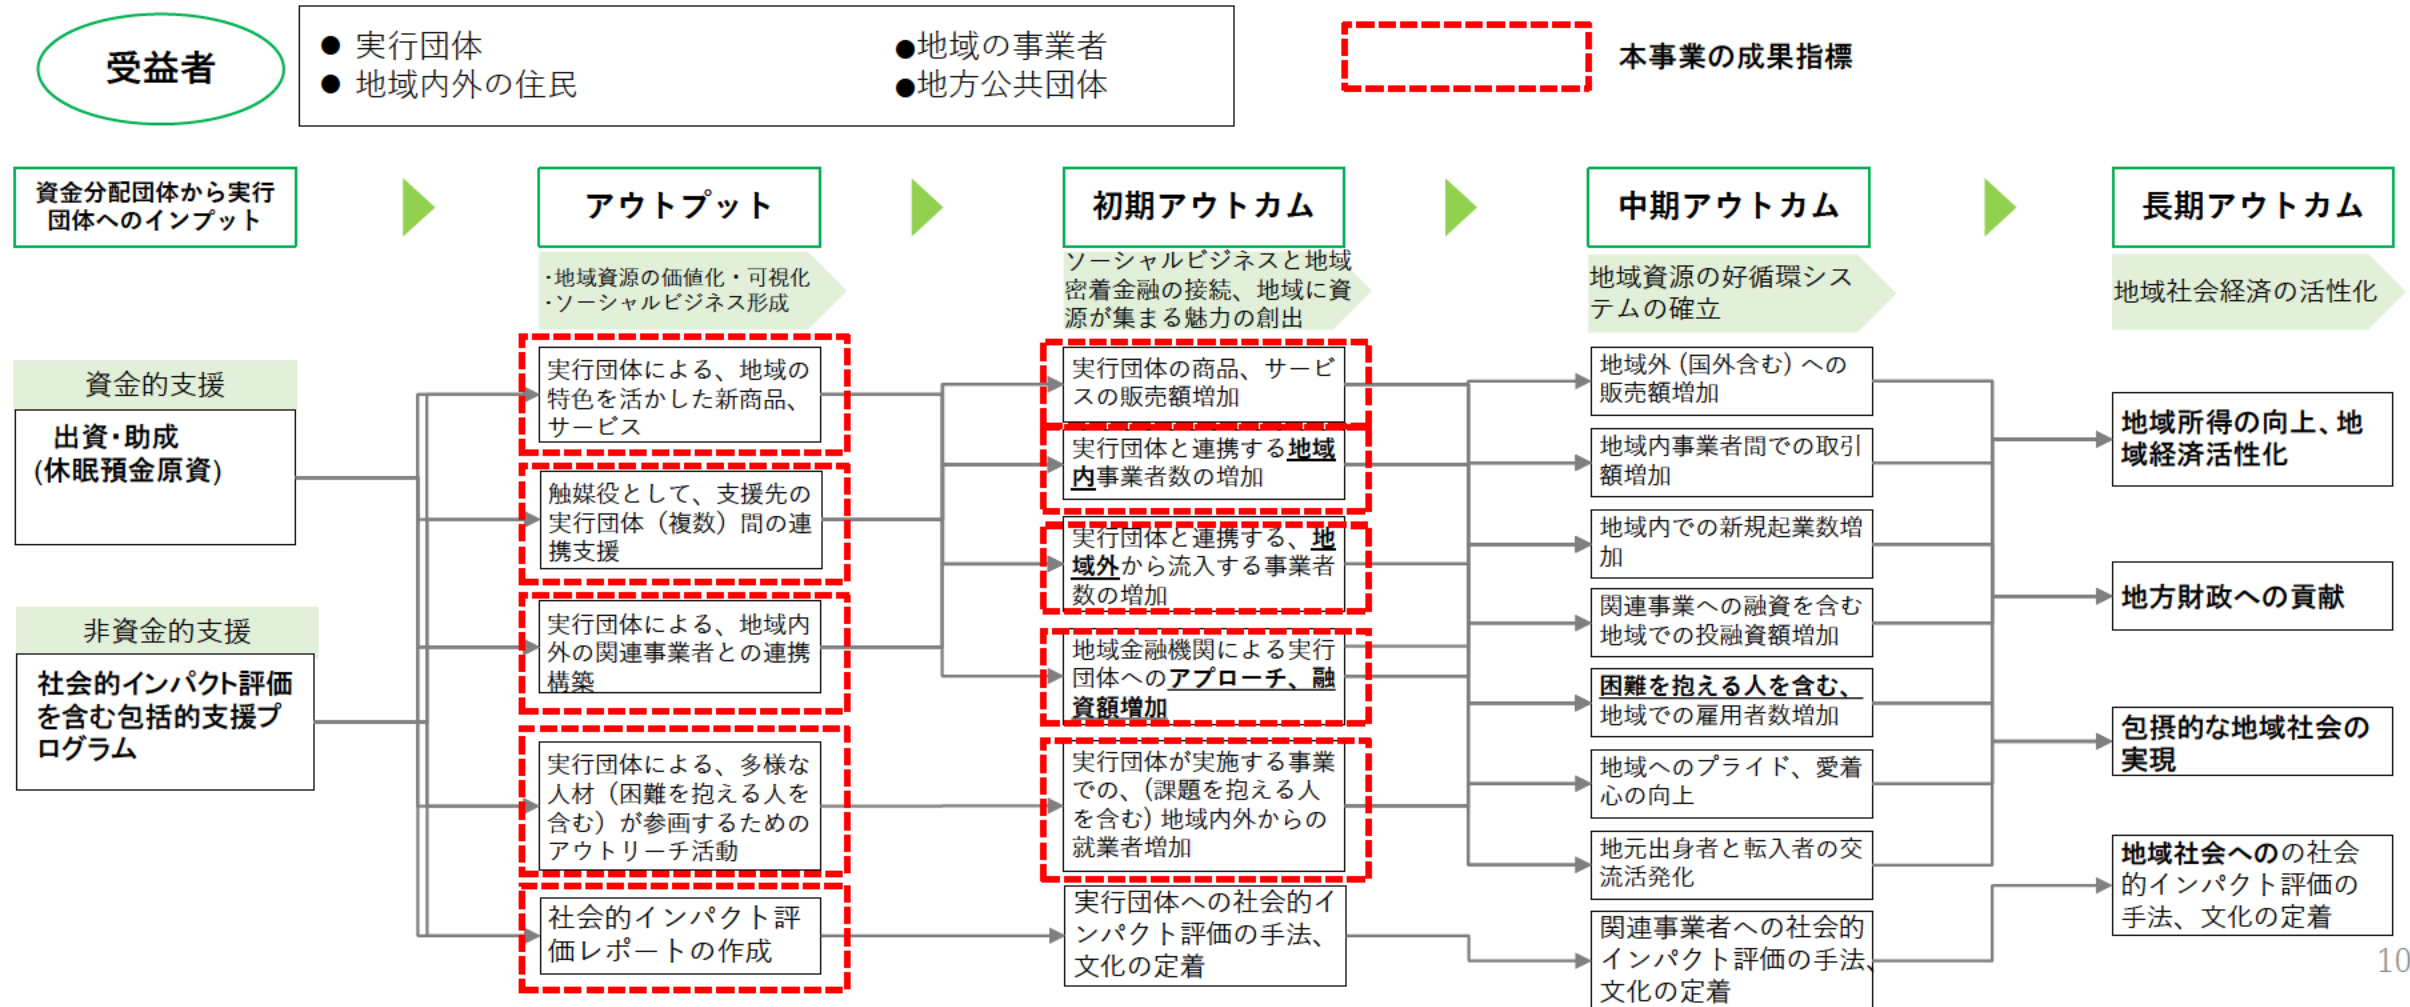 受益者
● 実行団体
● 地域内外の住民
●地域の事業者
●地方公共団体
本事業の成果指標
資金分配団体から実行
団体へのインプット
アウトプット
初期アウトカム
中期アウトカム
長期アウトカム
・地域資源の価値化・可視化
・ソーシャルビジネス形成
ソーシャルビジネスと地域
密着金融の接続、地域に資
源が集まる魅力の創出
地域資源の好循環シス
テムの確立
地域社会経済の活性化
資金的支援
出資・助成
(休眠預金原資)
非資金的支援
社会的インパクト評価
を含む包括的支援プ
ログラム
実行団体による、地域の
特色を活かした新商品、
サービス
触媒役として、支援先の
実行団体（複数）間の連
携支援
実行団体による、地域内
外の関連事業者との連携
構築
実行団体による、多様な
人材（困難を抱える人を
含む）が参画するための
アウトリーチ活動
社会的インパクト評
価レポートの作成
実行団体の商品、サービ
スの販売額増加
実行団体と連携する地域
内事業者数の増加
実行団体と連携する、地
域外から流入する事業者
数の増加
地域金融機関による実行
団体へのアプローチ、融
資額増加
実行団体が実施する事業
での、(課題を抱える人
を含む) 地域内外からの
就業者増加
実行団体への社会的イ
ンパクト評価の手法、
文化の定着
地域外 (国外含む) への
販売額増加
地域内事業者間での取引
額増加
地域内での新規起業数増
加
関連事業への融資を含む
地域での投融資額増加
困難を抱える人を含む、
地域での雇用者数増加
地域へのプライド、愛着
心の向上
地元出身者と転入者の交
流活発化
関連事業者への社会的
インパクト評価の手法、
文化の定着
地域所得の向上、地
域経済活性化
地方財政への貢献
包摂的な地域社会の
実現
地域社会へのの社会
的インパクト評価の
手法、文化の定着
10